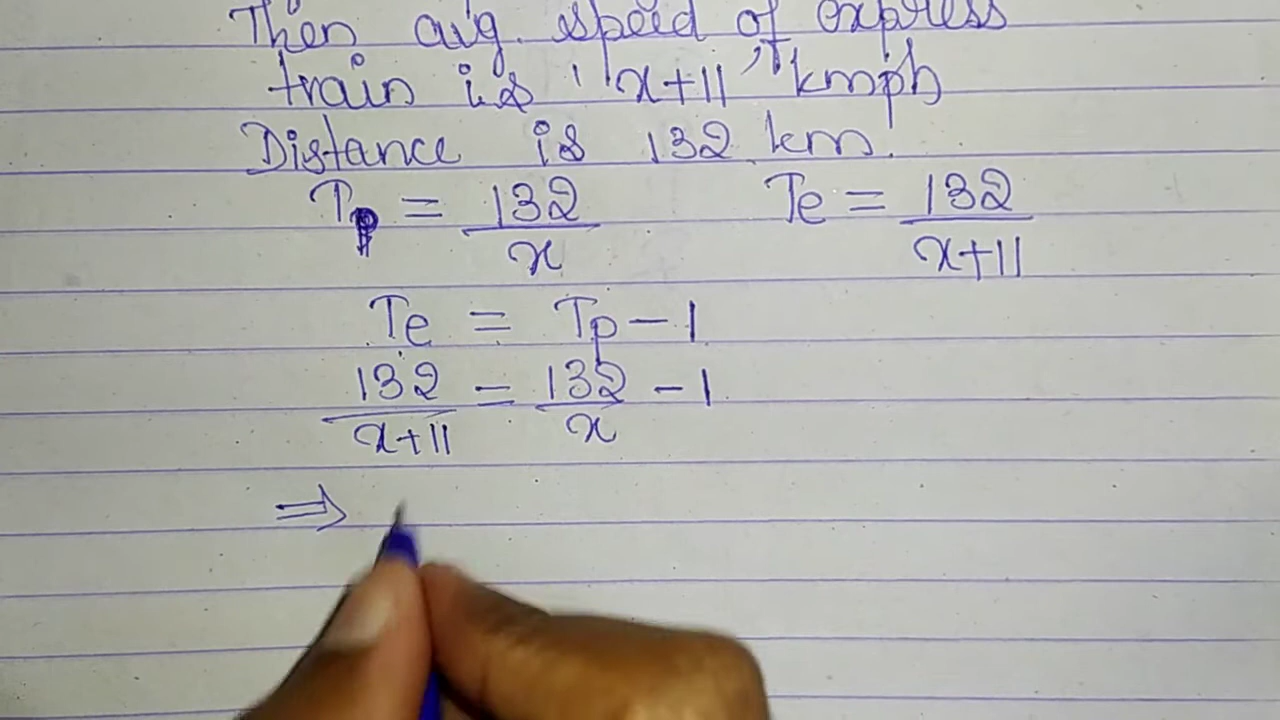 Then avg. speed of express
train is 'x+11' kmph
Distance is 132 km.
Tp = 132/x Te = 132/x+11
Te = Tp - 1
132/x+11 = 132/x - 1
⇒